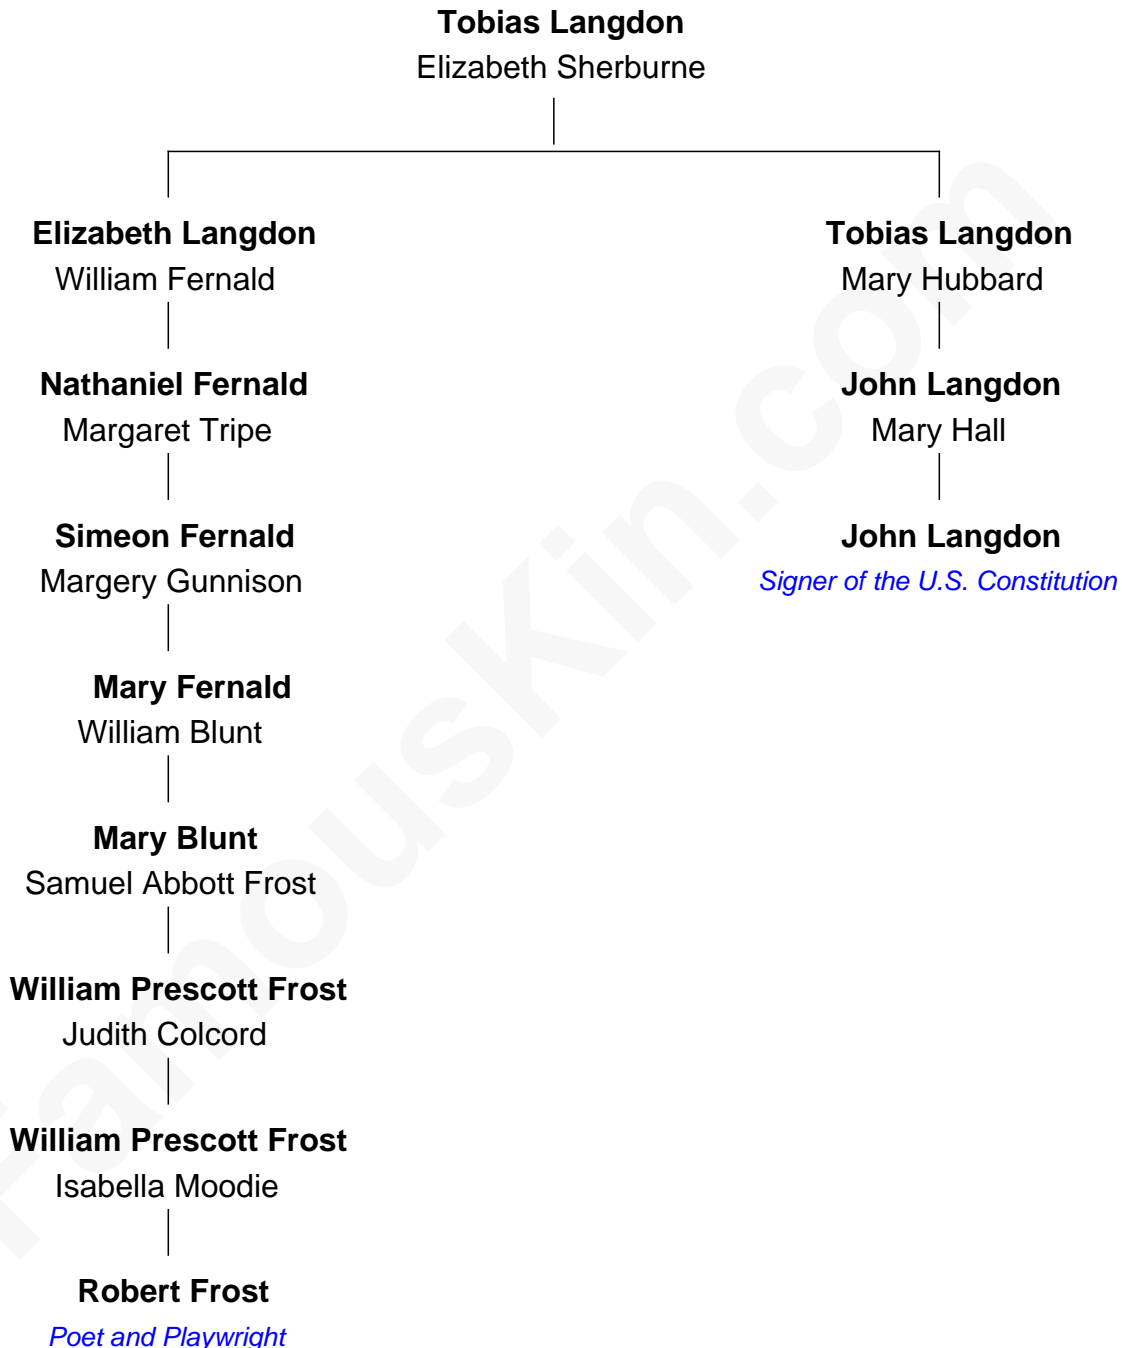 Tobias Langdon
Elizabeth Sherburne
Elizabeth Langdon
William Fernald
Tobias Langdon
Mary Hubbard
Nathaniel Fernald
Margaret Tripe
John Langdon
Mary Hall
Simeon Fernald
Margery Gunnison
John Langdon
Signer of the U.S. Constitution
Mary Fernald
William Blunt
Mary Blunt
Samuel Abbott Frost
William Prescott Frost
Judith Colcord
William Prescott Frost
Isabella Moodie
Robert Frost
Poet and Playwright
FamousKin.com